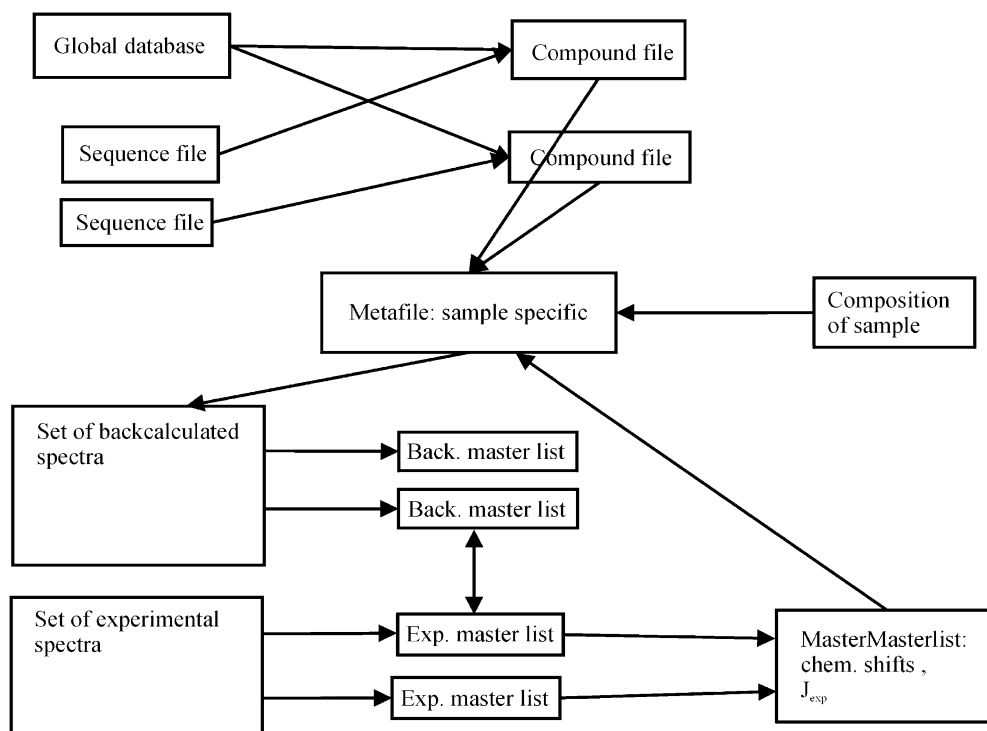 Global database
Compound file
Sequence file
Compound file
Sequence file
Metafile: sample specific
Composition
of sample
Set of backcalculated
spectra
Back. master list
Back. master list
Set of experimental
spectra
Exp. master list
Exp. master list
MasterMasterlist:
chem. shifts ,
J_exp